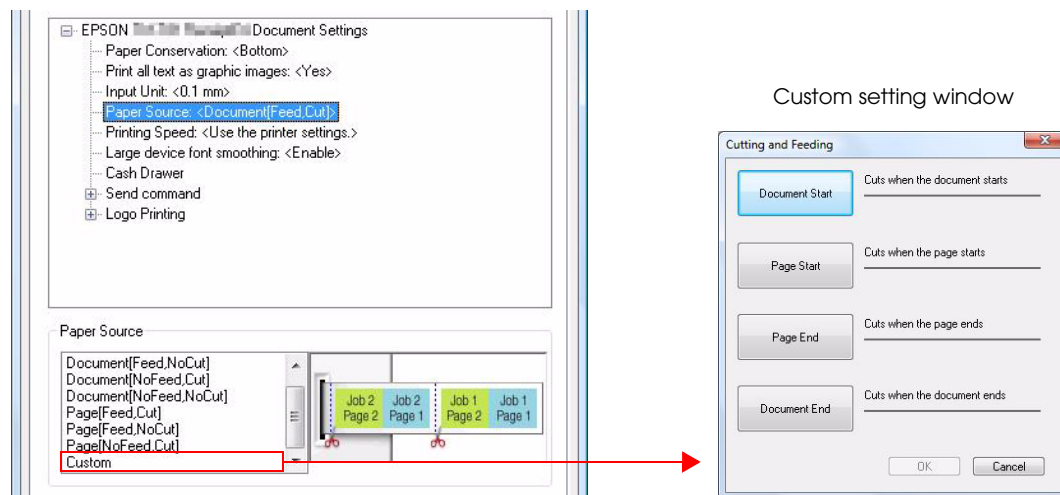 EPSON Document Settings
Paper Conservation: <Bottom>
Print all text as graphic images: <Yes>
Input Unit: <0.1 mm>
Paper Source: <Document[Feed,Cut]>
Printing Speed: <Use the printer settings.>
Large device font smoothing: <Enable>
Cash Drawer
Send command
Logo Printing
Paper Source
Document[Feed,NoCut]
Document[NoFeed,Cut]
Document[NoFeed,NoCut]
Page[Feed,Cut]
Page[Feed,NoCut]
Page[NoFeed,Cut]
Custom
Job 2 Job 2 Job 1 Job 1
Page 2 Page 1 Page 2 Page 1
Custom setting window
Cutting and Feeding
Document Start
Cuts when the document starts
Page Start
Cuts when the page starts
Page End
Cuts when the page ends
Document End
Cuts when the document ends
OK Cancel